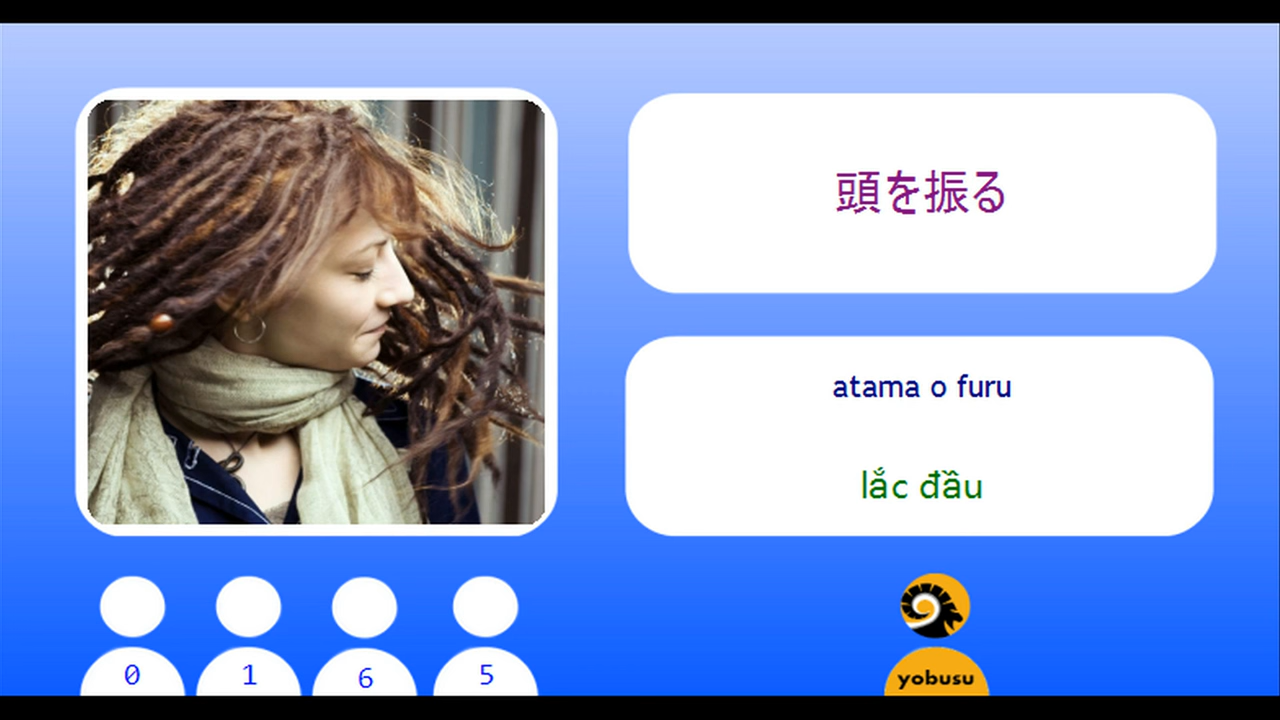 頭を振る
atama o furu
lắc đầu
0 1 6 5
yobusu